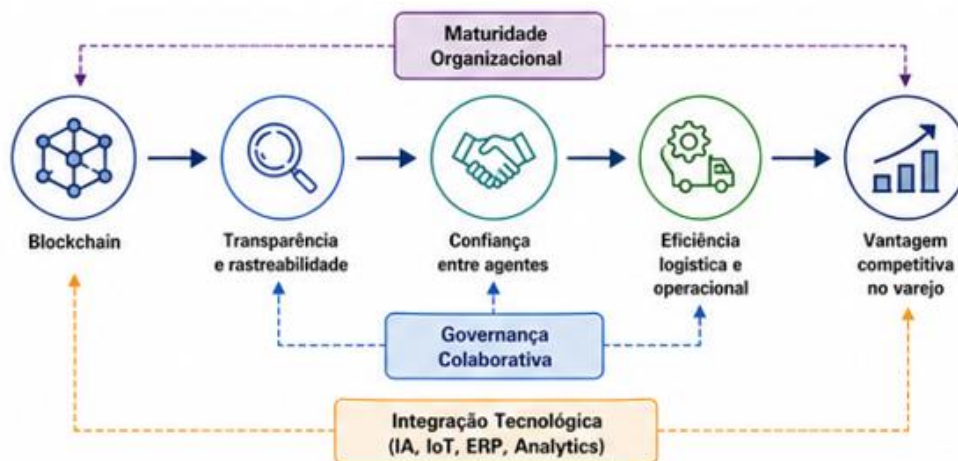 Maturidade
Organizacional
Blockchain
Transparência
e rastreabilidade
Confiança
entre agentes
Eficiência
logística e
operacional
Vantagem
competitiva
no varejo
Governança
Colaborativa
Integração Tecnológica
(IA, IoT, ERP, Analytics)